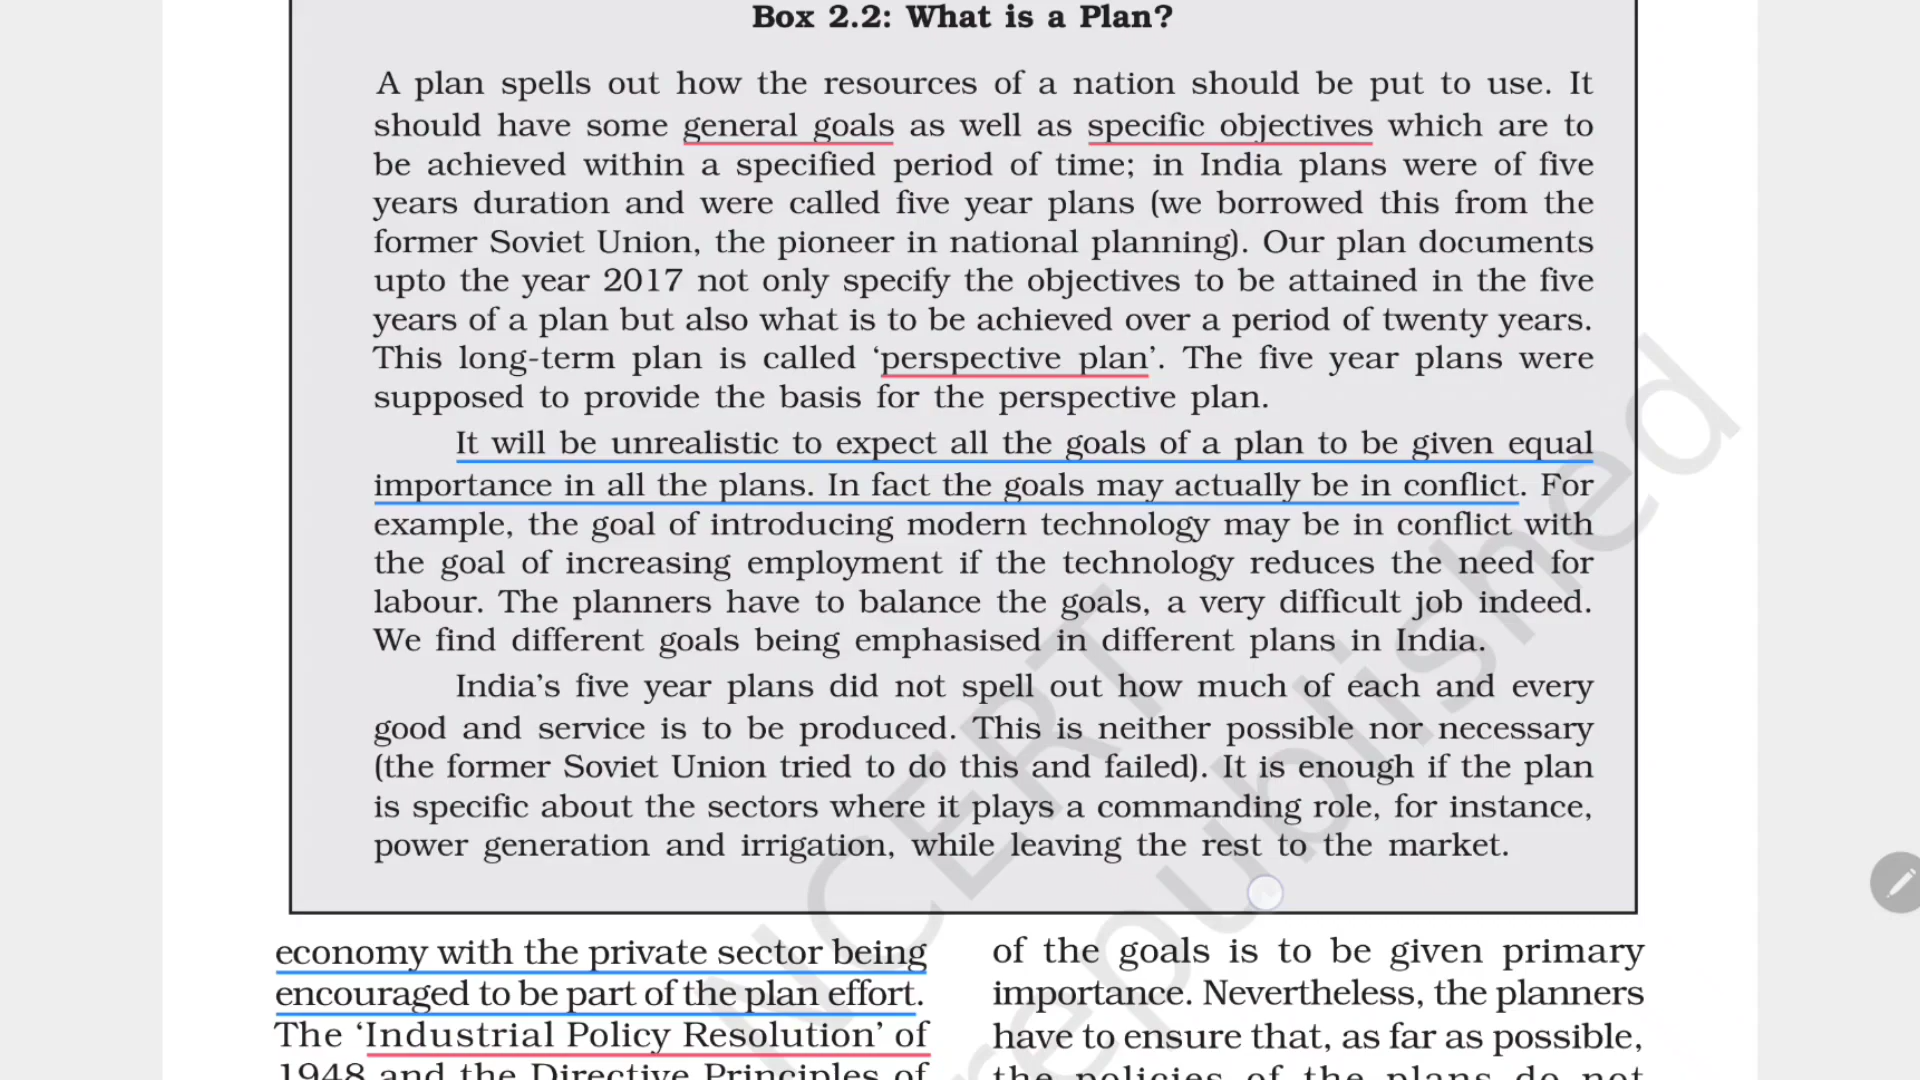 Box 2.2: What is a Plan?
A plan spells out how the resources of a nation should be put to use. It
should have some general goals as well as specific objectives which are to
be achieved within a specified period of time; in India plans were of five
years duration and were called five year plans (we borrowed this from the
former Soviet Union, the pioneer in national planning). Our plan documents
upto the year 2017 not only specify the objectives to be attained in the five
years of a plan but also what is to be achieved over a period of twenty years.
This long-term plan is called ‘perspective plan’. The five year plans were
supposed to provide the basis for the perspective plan.
It will be unrealistic to expect all the goals of a plan to be given equal
importance in all the plans. In fact the goals may actually be in conflict. For
example, the goal of introducing modern technology may be in conflict with
the goal of increasing employment if the technology reduces the need for
labour. The planners have to balance the goals, a very difficult job indeed.
We find different goals being emphasised in different plans in India.
India’s five year plans did not spell out how much of each and every
good and service is to be produced. This is neither possible nor necessary
(the former Soviet Union tried to do this and failed). It is enough if the plan
is specific about the sectors where it plays a commanding role, for instance,
power generation and irrigation, while leaving the rest to the market.
economy with the private sector being
encouraged to be part of the plan effort.
The ‘Industrial Policy Resolution’ of
1948 and the Directive Principles of
of the goals is to be given primary
importance. Nevertheless, the planners
have to ensure that, as far as possible,
the policies of the plans do not
NCERT
republished